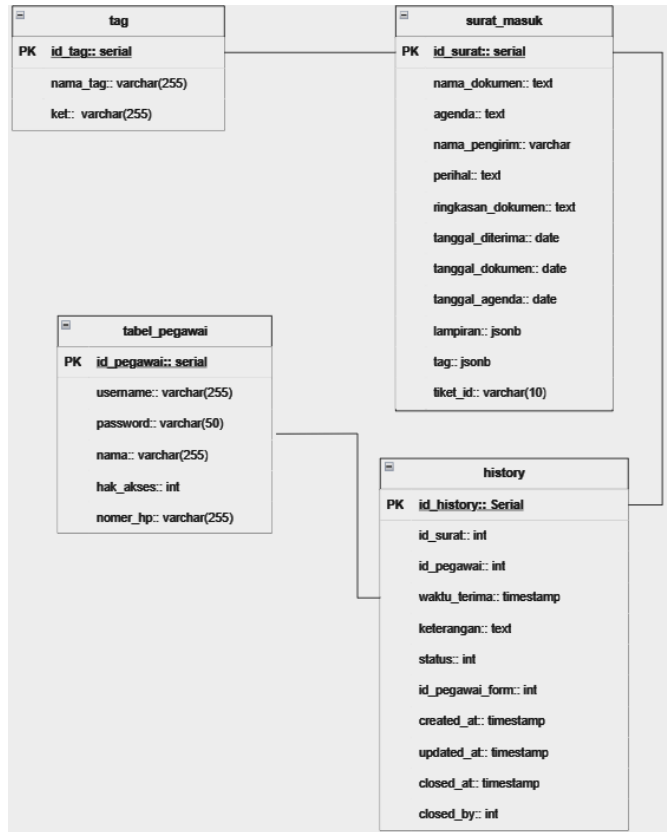 tag
PK id_tag:: serial
nama_tag:: varchar(255)
ket:: varchar(255)
surat_masuk
PK id_surat:: serial
nama_dokumen:: text
agenda:: text
nama_pengirim:: varchar
perihal:: text
ringkasan_dokumen:: text
tanggal_diterima:: date
tanggal_dokumen:: date
tanggal_agenda:: date
lampiran:: jsonb
tag:: jsonb
tiket_id:: varchar(10)
tabel_pegawai
PK id_pegawai:: serial
username:: varchar(255)
password:: varchar(50)
nama:: varchar(255)
hak_akses:: int
nomer_hp:: varchar(255)
history
PK id_history:: Serial
id_surat:: int
id_pegawai:: int
waktu_terima:: timestamp
keterangan:: text
status:: int
id_pegawai_form:: int
created_at:: timestamp
updated_at:: timestamp
closed_at:: timestamp
closed_by:: int